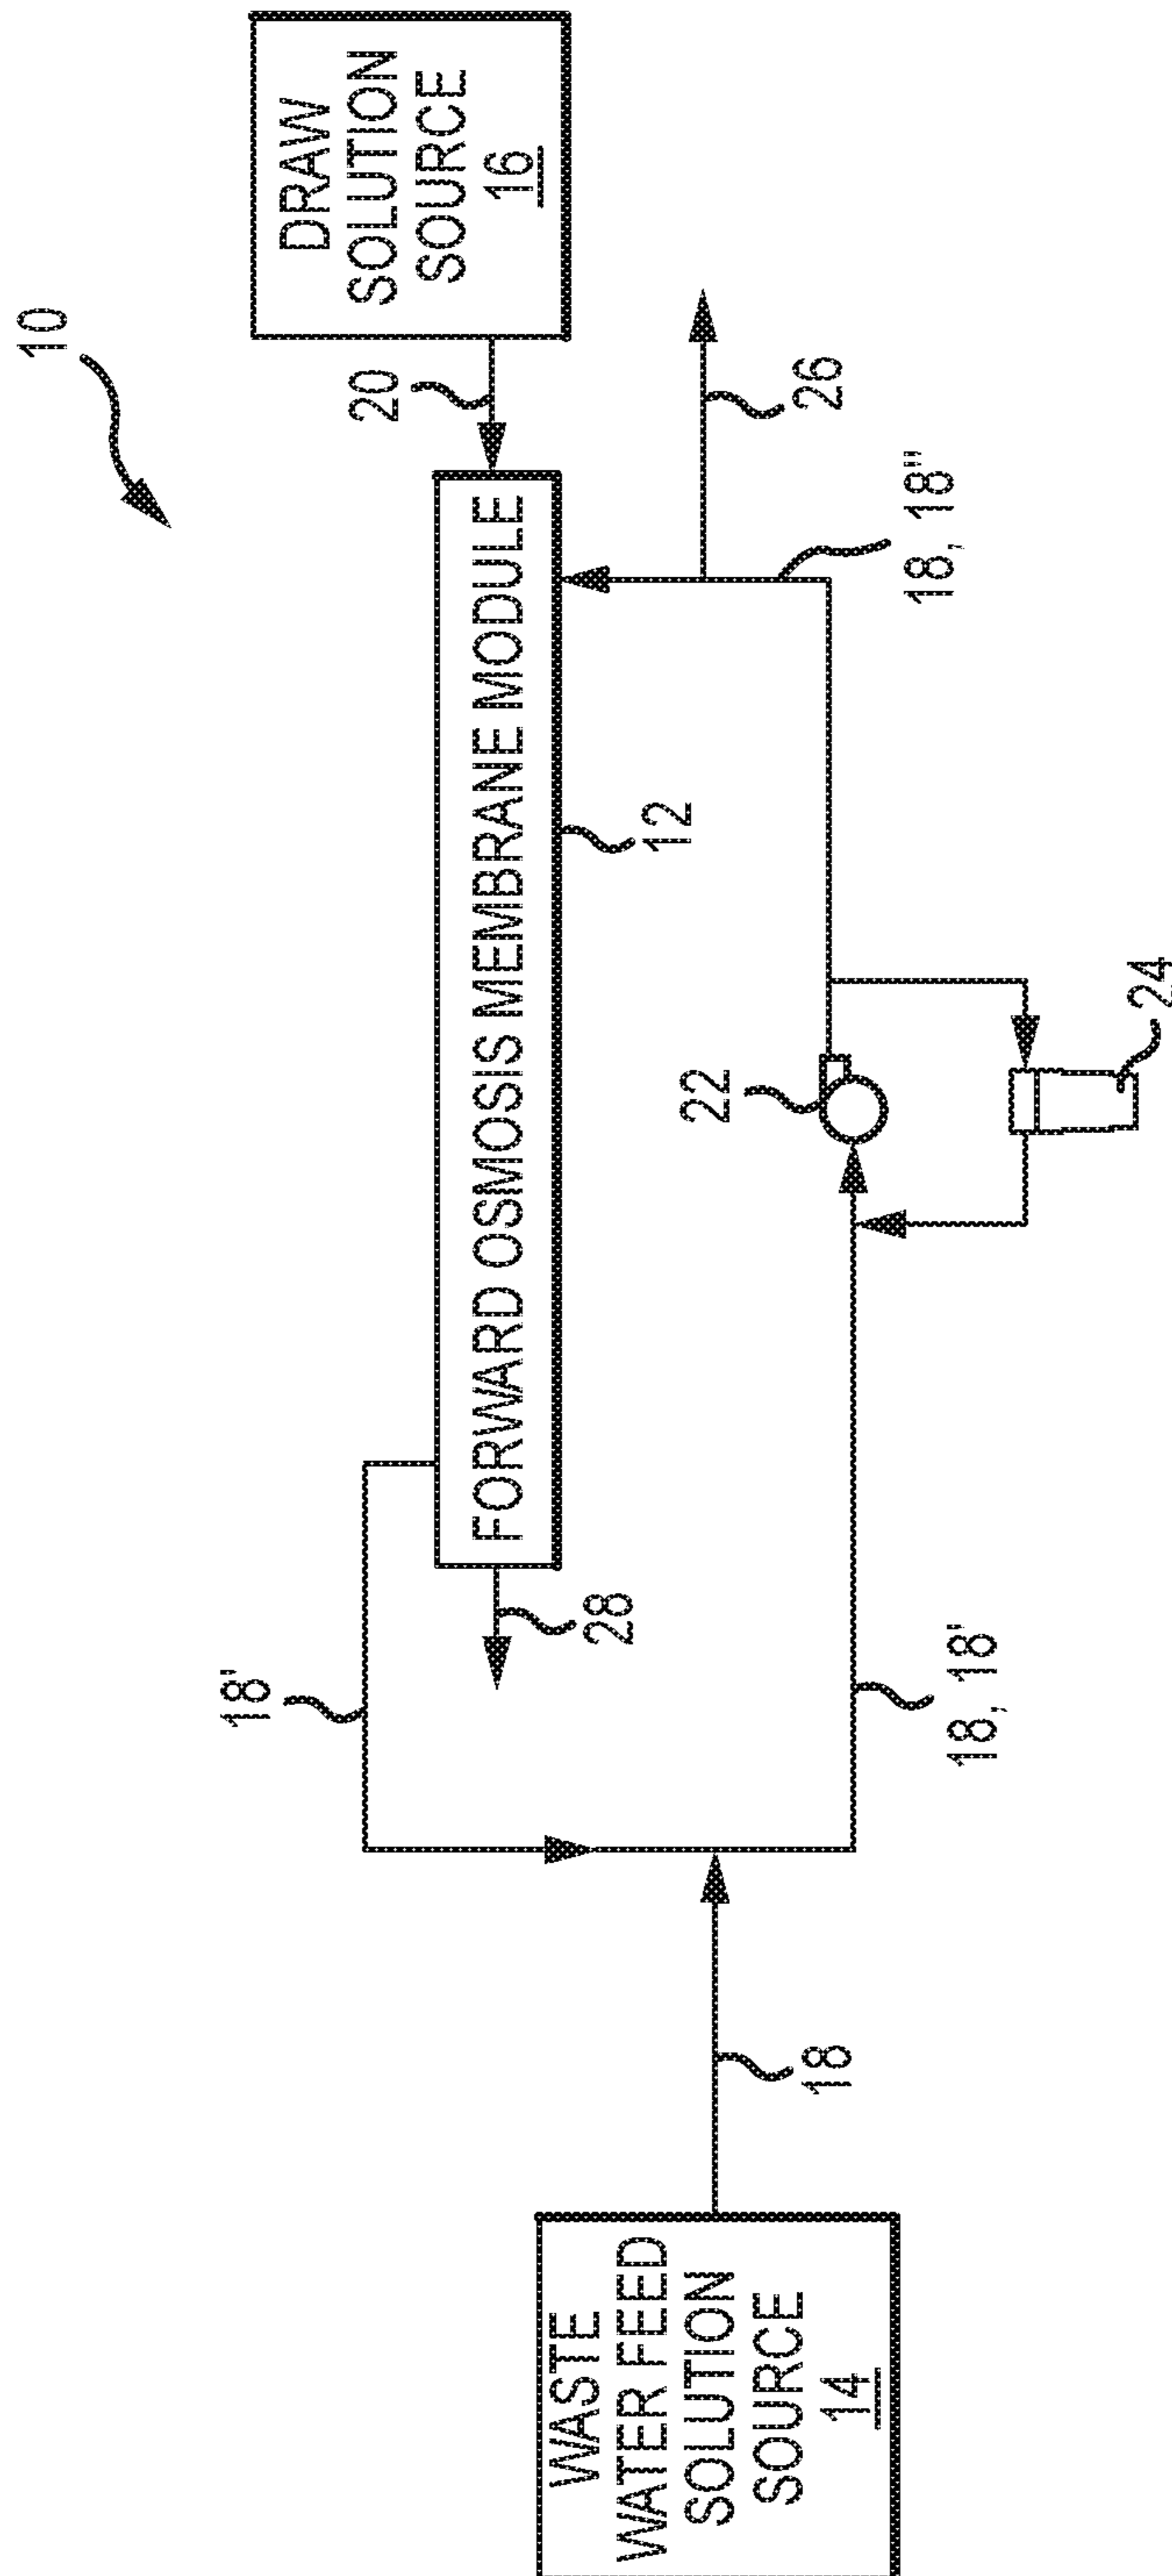 10
DRAW
SOLUTION
SOURCE
16
20
FORWARD OSMOSIS MEMBRANE MODULE
12
26
18, 18"
22
24
28
18'
18, 18'
18
WASTE
WATER FEED
SOLUTION
SOURCE
14